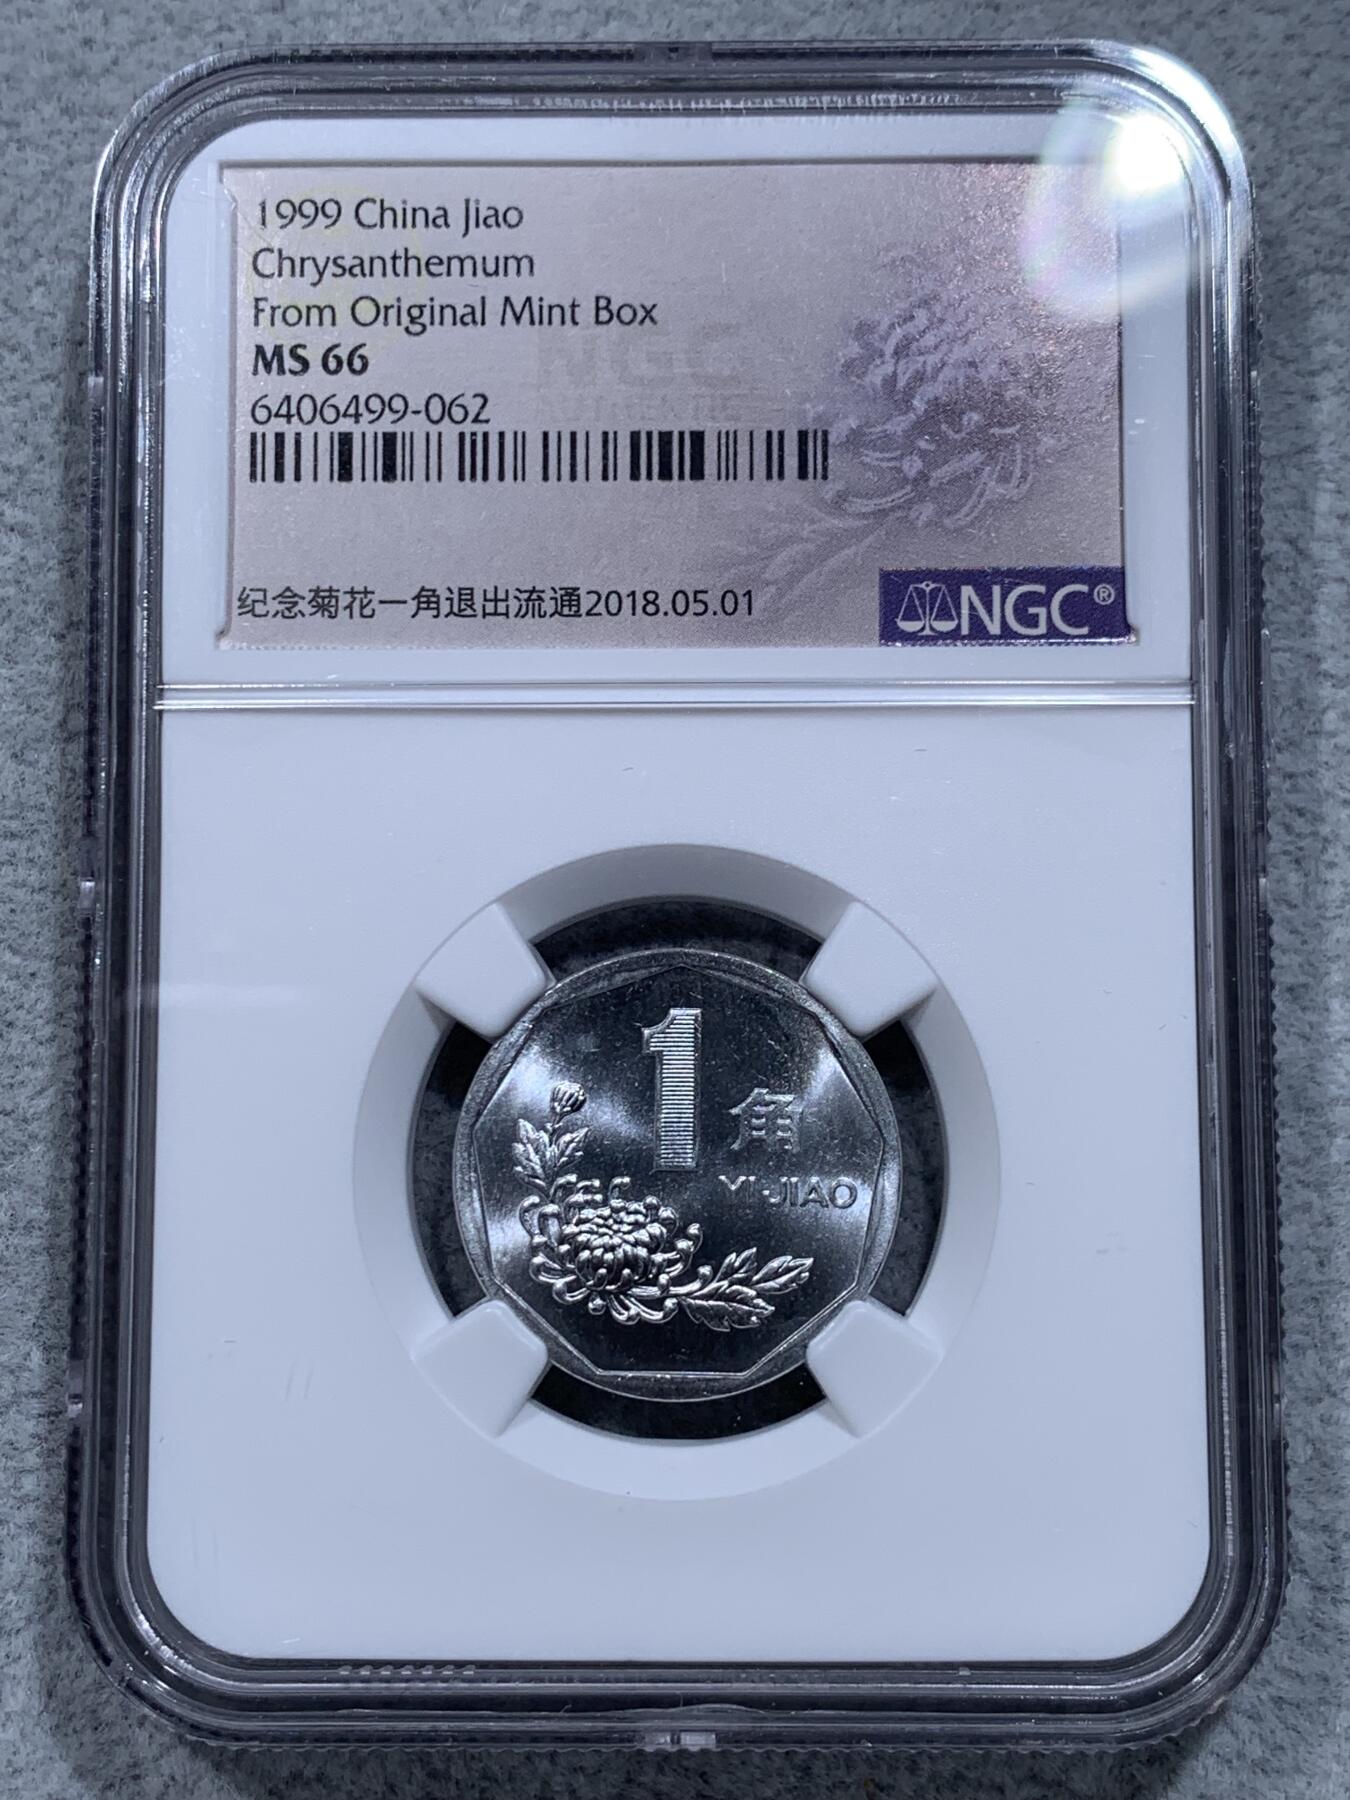 1999 China Jiao
Chrysanthemum
From Original Mint Box
MS 66
6406499-062
纪念菊花一角退出流通2018.05.01
NGC®
1 角
YI JIAO